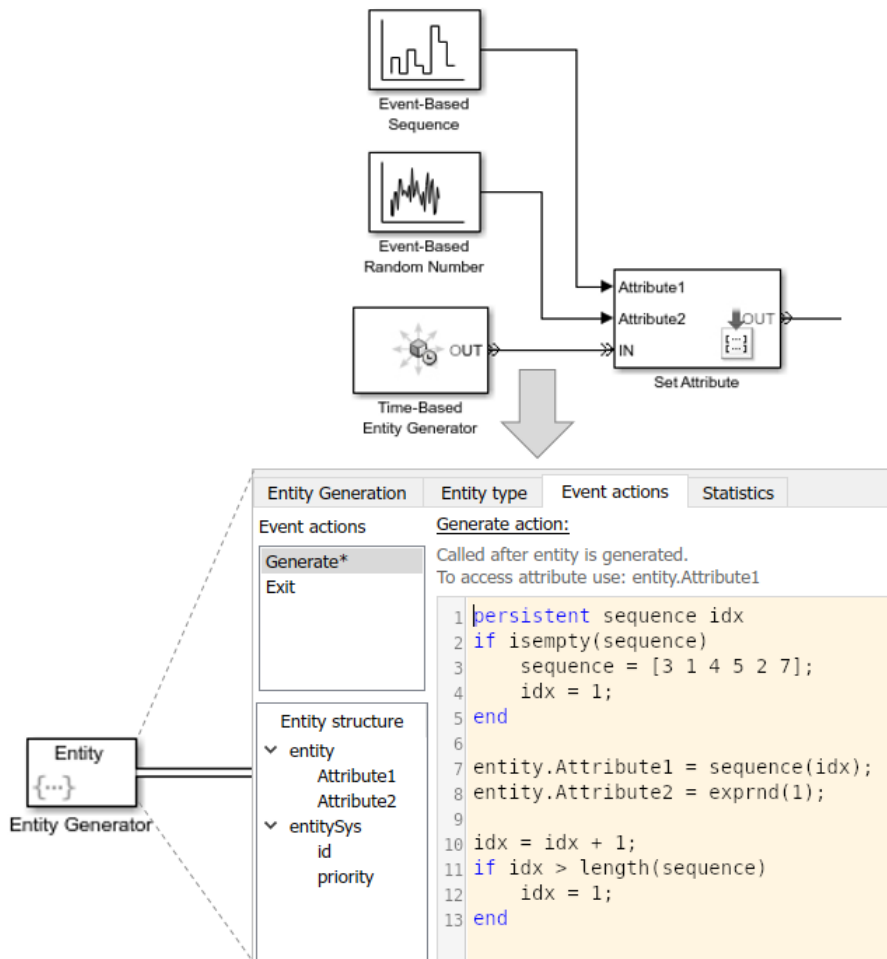 Event-Based
Sequence
Event-Based
Random Number
Attribute1
Attribute2
OUT
IN
Set Attribute
OUT
Time-Based
Entity Generator
Entity Generation
Entity type
Event actions
Statistics
Event actions
Generate*
Exit
Generate action:
Called after entity is generated.
To access attribute use: entity.Attribute1
Entity structure
entity
Attribute1
Attribute2
entitySys
id
priority
1 persistent sequence idx
2 if isempty(sequence)
3 sequence = [3 1 4 5 2 7];
4 idx = 1;
5 end
6
7 entity.Attribute1 = sequence(idx);
8 entity.Attribute2 = exprnd(1);
9
10 idx = idx + 1;
11 if idx > length(sequence)
12 idx = 1;
13 end
Entity
{···}
Entity Generator